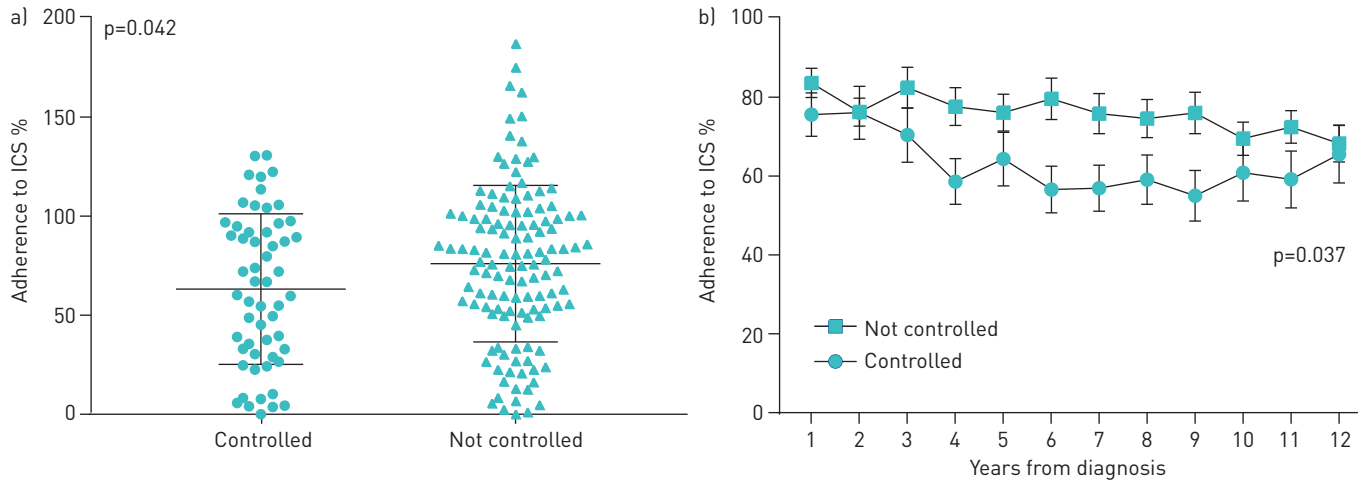 a)
Adherence to ICS %
200
150
100
50
0
p=0.042
Controlled
Not controlled
b)
Adherence to ICS %
100
80
60
40
20
0
p=0.037
Not controlled
Controlled
1 2 3 4 5 6 7 8 9 10 11 12
Years from diagnosis